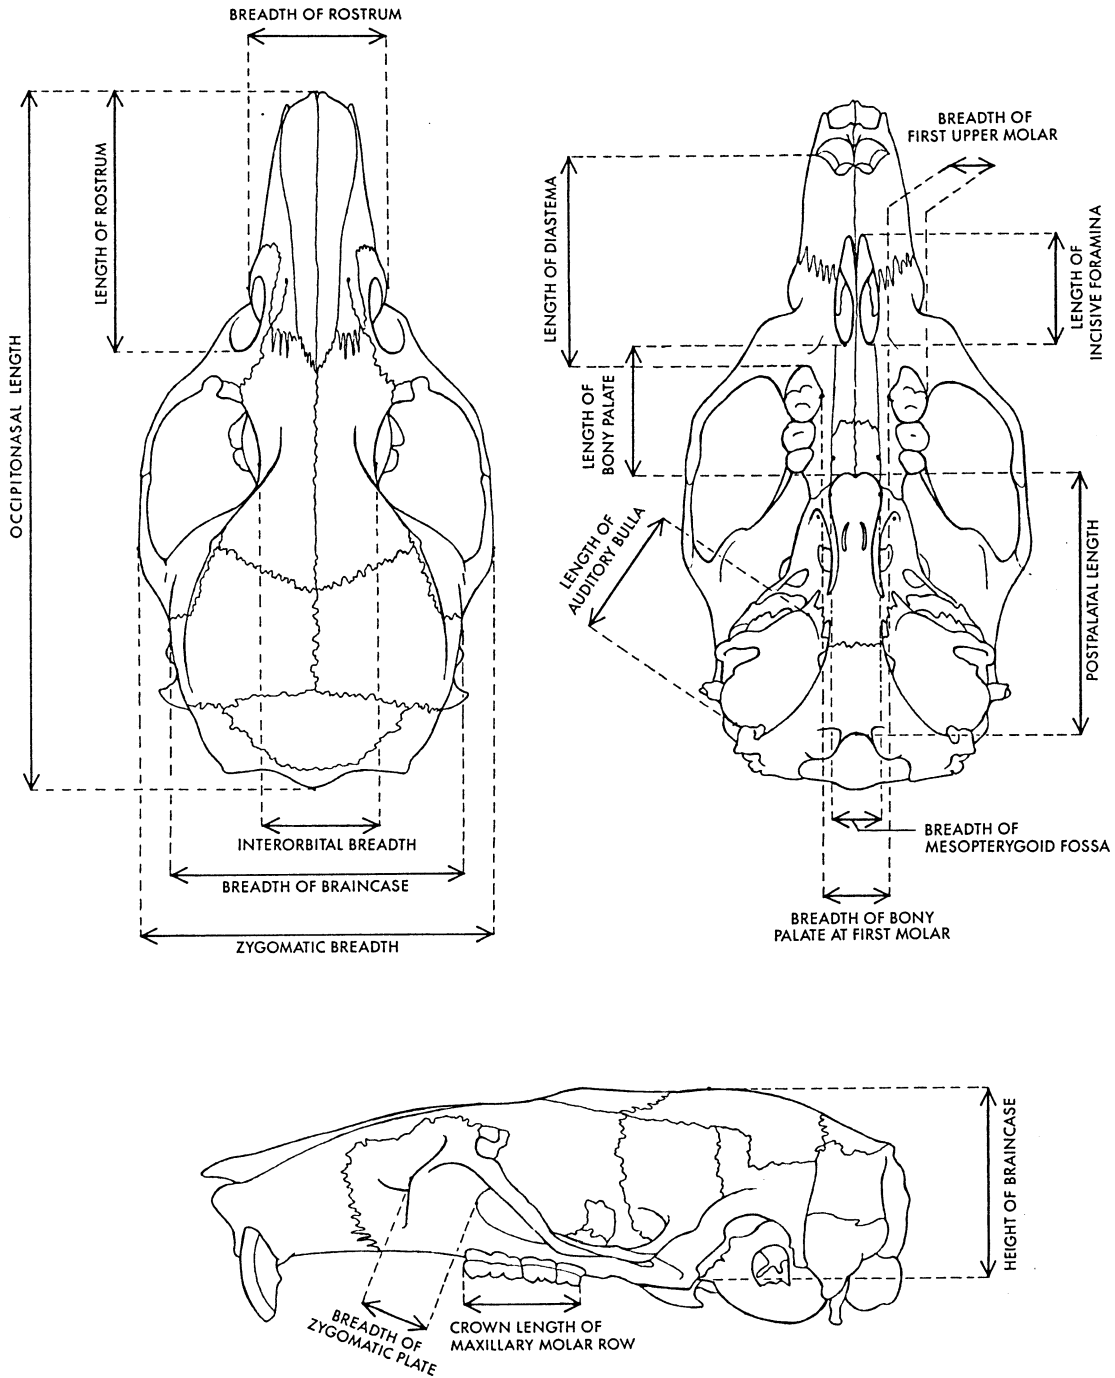 BREADTH OF ROSTRUM
LENGTH OF ROSTRUM
OCCIPITONASAL LENGTH
INTERORBITAL BREADTH
BREADTH OF BRAINCASE
ZYGOMATIC BREADTH
BREADTH OF
FIRST UPPER MOLAR
LENGTH OF DIASTEMA
LENGTH OF
INCISIVE FORAMINA
LENGTH OF
BONY PALATE
LENGTH OF
AUDITORY BULLA
POSTPALATAL LENGTH
BREADTH OF
MESOPTERYGOID FOSSA
BREADTH OF BONY
PALATE AT FIRST MOLAR
HEIGHT OF BRAINCASE
BREADTH OF
ZYGOMATIC PLATE
CROWN LENGTH OF
MAXILLARY MOLAR ROW